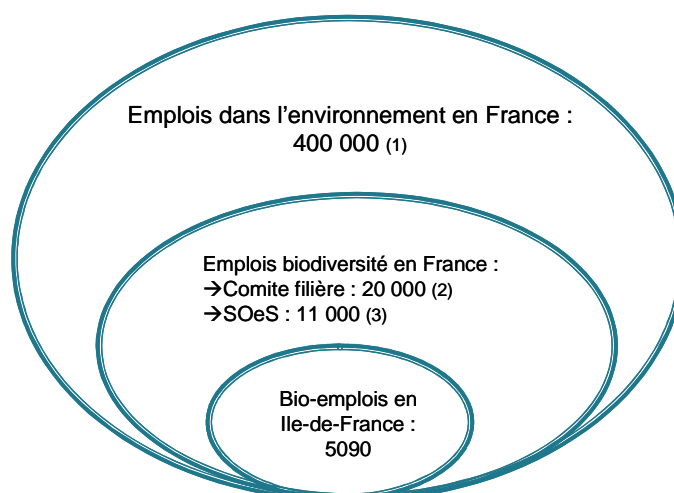 Emplois dans l’environnement en France :
400 000 (1)
Emplois biodiversité en France :
→Comite filière : 20 000 (2)
→SOeS : 11 000 (3)
Bio-emplois en
Ile-de-France :
5090